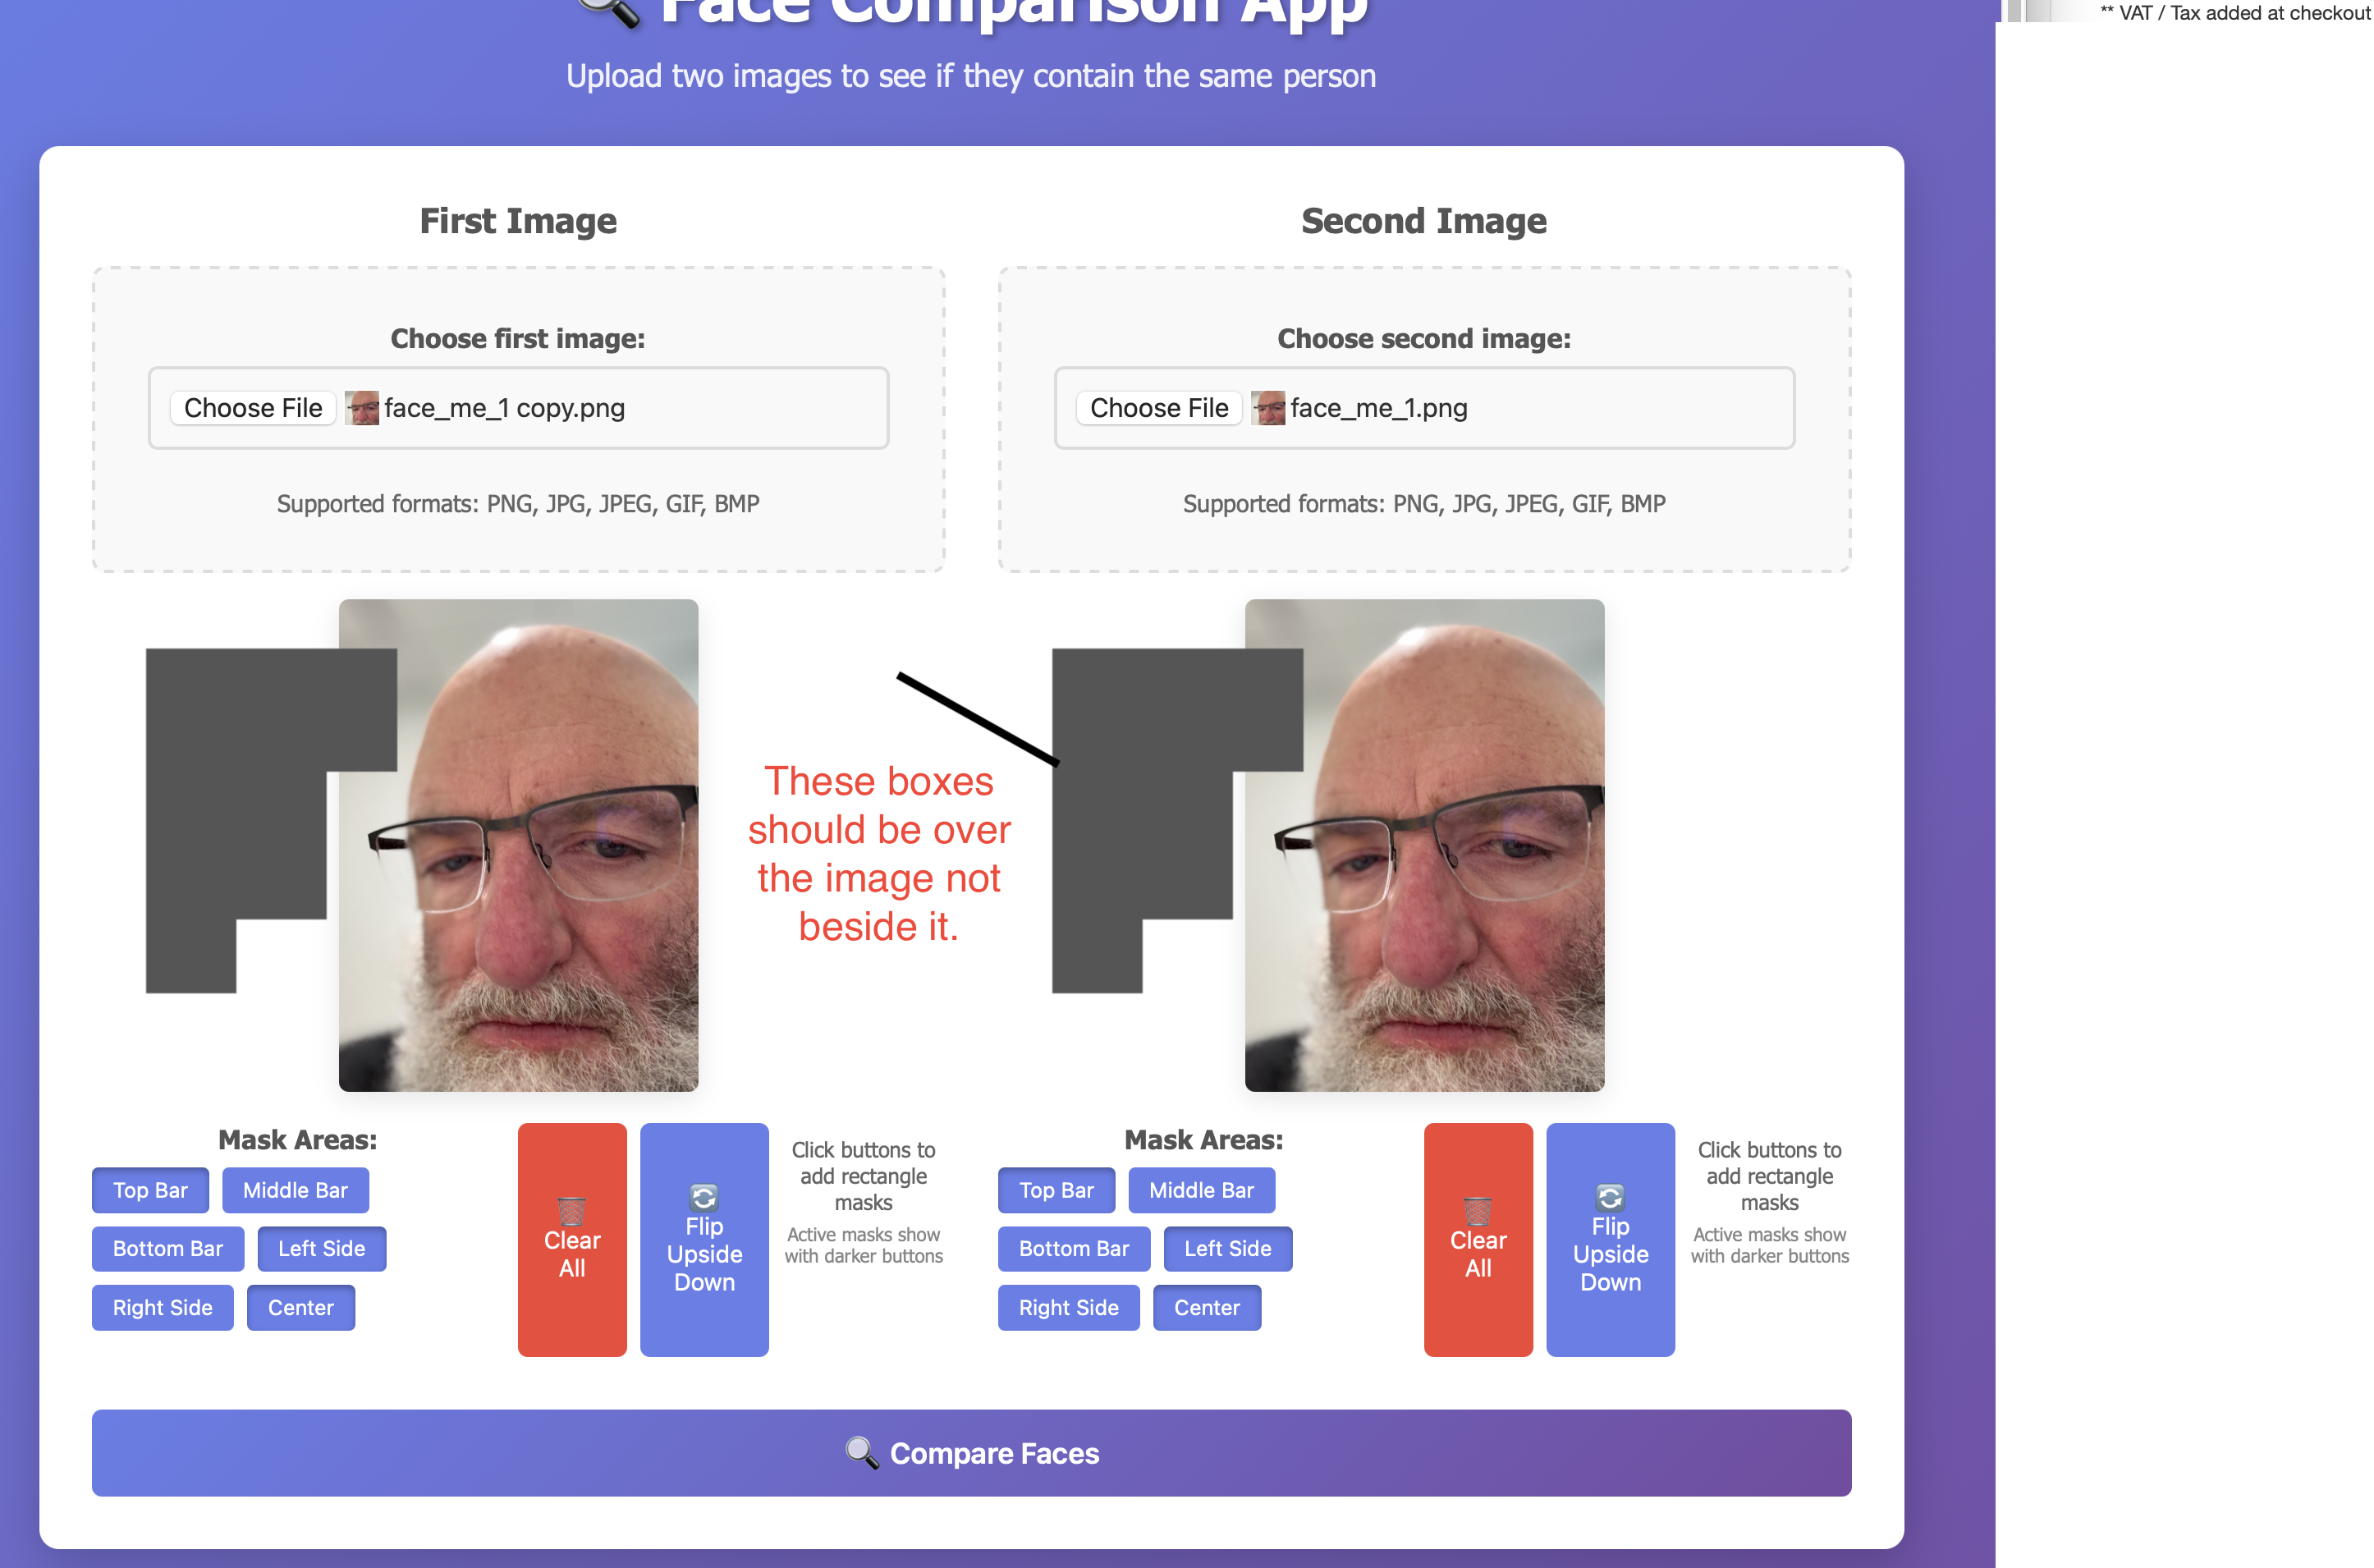 🔍 Face Comparison App
** VAT / Tax added at checkout
Upload two images to see if they contain the same person
First Image
Choose first image:
Choose File face_me_1 copy.png
Supported formats: PNG, JPG, JPEG, GIF, BMP
Second Image
Choose second image:
Choose File face_me_1.png
Supported formats: PNG, JPG, JPEG, GIF, BMP
These boxes
should be over
the image not
beside it.
Mask Areas:
Top Bar
Middle Bar
Bottom Bar
Left Side
Right Side
Center
🗑️
Clear
All
🔄
Flip
Upside
Down
Click buttons to
add rectangle
masks
Active masks show
with darker buttons
Mask Areas:
Top Bar
Middle Bar
Bottom Bar
Left Side
Right Side
Center
🗑️
Clear
All
🔄
Flip
Upside
Down
Click buttons to
add rectangle
masks
Active masks show
with darker buttons
🔍 Compare Faces